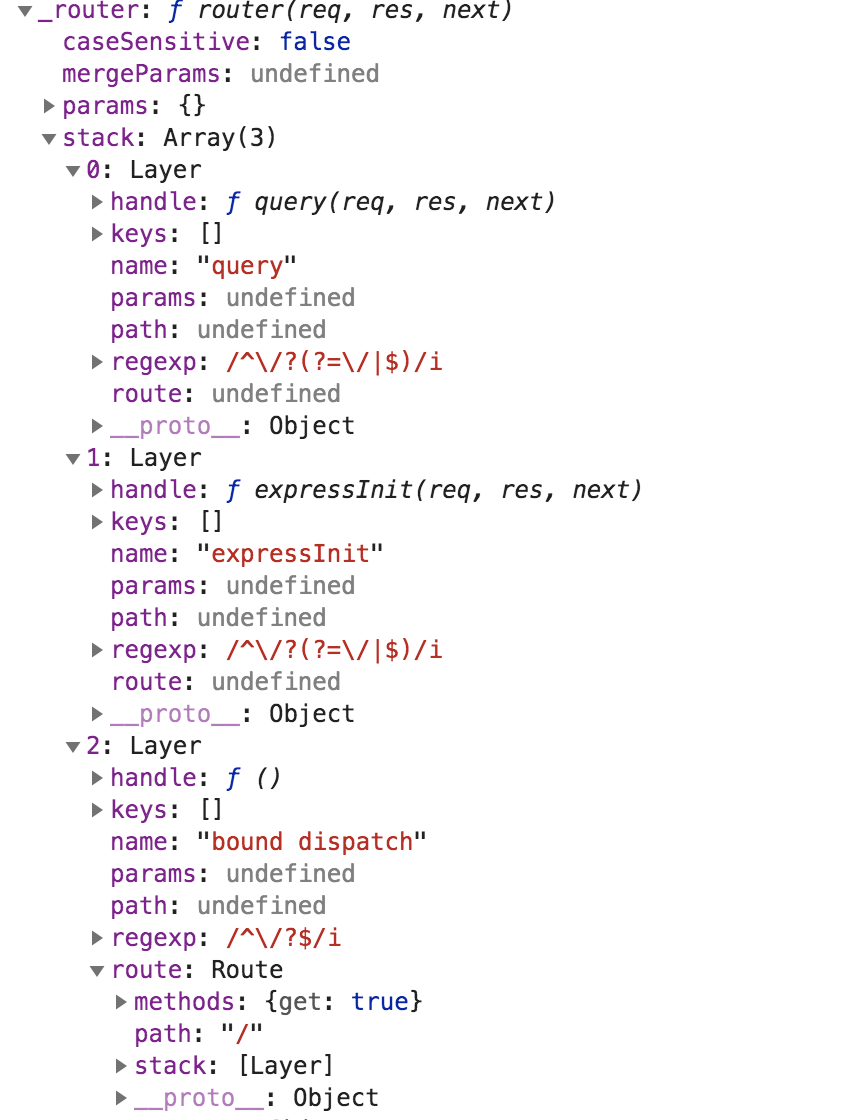 ▼_router: ƒ router(req, res, next)
caseSensitive: false
mergeParams: undefined
▶params: {}
▼stack: Array(3)
▼0: Layer
▶handle: ƒ query(req, res, next)
▶keys: []
name: "query"
params: undefined
path: undefined
▶regexp: /^\/?(?=\/|$)/i
route: undefined
▶__proto__: Object
▼1: Layer
▶handle: ƒ expressInit(req, res, next)
▶keys: []
name: "expressInit"
params: undefined
path: undefined
▶regexp: /^\/?(?=\/|$)/i
route: undefined
▶__proto__: Object
▼2: Layer
▶handle: ƒ ()
▶keys: []
name: "bound dispatch"
params: undefined
path: undefined
▶regexp: /^\/?$/i
▼route: Route
▶methods: {get: true}
path: "/"
▶stack: [Layer]
▶__proto__: Object